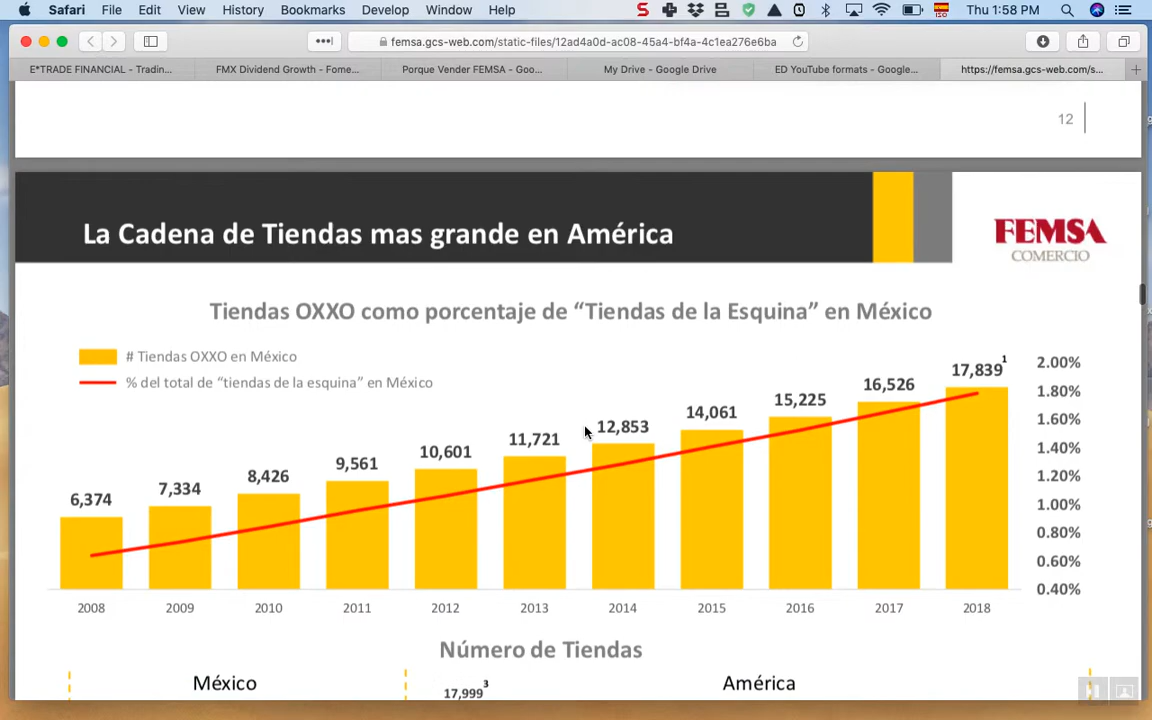 Safari File Edit View History Bookmarks Develop Window Help Thu 1:58 PM
femsa.gcs-web.com/static-files/12ad4a0d-ac08-45a4-bf4a-4c1ea276e6ba
E*TRADE FINANCIAL - Tradin... FMX Dividend Growth - Fome... Porque Vender FEMSA - Goo... My Drive - Google Drive ED YouTube formats - Google... https://femsa.gcs-web.com/s...
12
La Cadena de Tiendas mas grande en América
FEMSA
COMERCIO
Tiendas OXXO como porcentaje de “Tiendas de la Esquina” en México
# Tiendas OXXO en México
% del total de “tiendas de la esquina” en México
6,374 7,334 8,426 9,561 10,601 11,721 12,853 14,061 15,225 16,526 17,839¹
2.00%
1.80%
1.60%
1.40%
1.20%
1.00%
0.80%
0.60%
0.40%
2008 2009 2010 2011 2012 2013 2014 2015 2016 2017 2018
Número de Tiendas
México América
17,999³